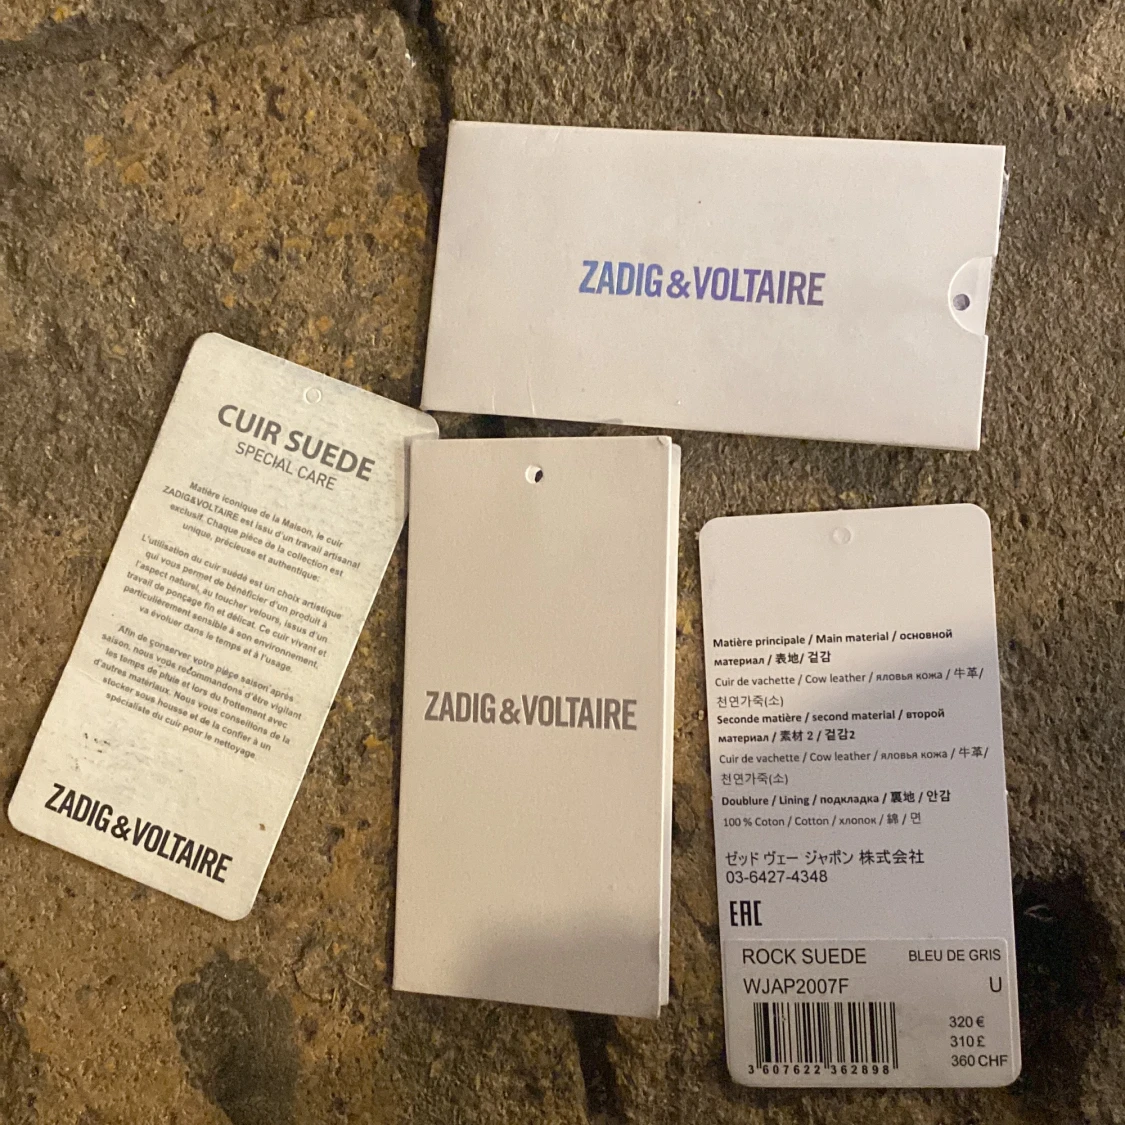 ZADIG&VOLTAIRE
CUIR SUEDE
SPECIAL CARE
Matière iconique de la Maison, le cuir
ZADIG&VOLTAIRE est issu d'un travail artisanal
exclusif. Chaque pièce de la collection est
unique, précieuse et authentique:
L'utilisation du cuir suédé est un choix artistique
qui vous permet de bénéficier d'un produit à
l'aspect naturel, au toucher velours, issus d'un
travail de ponçage fin et délicat. Ce cuir vivant et
particulièrement sensible à son environnement,
va évoluer dans le temps et à l'usage.
Afin de conserver votre pièce saison après
saison, nous vous recommandons d'être vigilant
les temps de pluie et lors du frottement avec
d'autres matériaux. Nous vous conseillons de la
stocker sous housse et de la confier à un
spécialiste du cuir pour le nettoyage
ZADIG&VOLTAIRE
ZADIG&VOLTAIRE
Matière principale / Main material / основной
материал / 表地/ 겉감
Cuir de vachette / Cow leather / яловья кожа / 牛革/
천연가죽(소)
Seconde matière / second material / второй
материал / 素材 2 / 겉감2
Cuir de vachette / Cow leather / яловья кожа / 牛革/
천연가죽(소)
Doublure / Lining / подкладка / 裏地 / 안감
100 % Coton / Cotton / хлопок / 綿 / 면
ゼッド ヴェー ジャポン 株式会社
03-6427-4348
EAC
ROCK SUEDE BLEU DE GRIS
WJAP2007F U
320 €
310 £
360 CHF
3 607622 362898